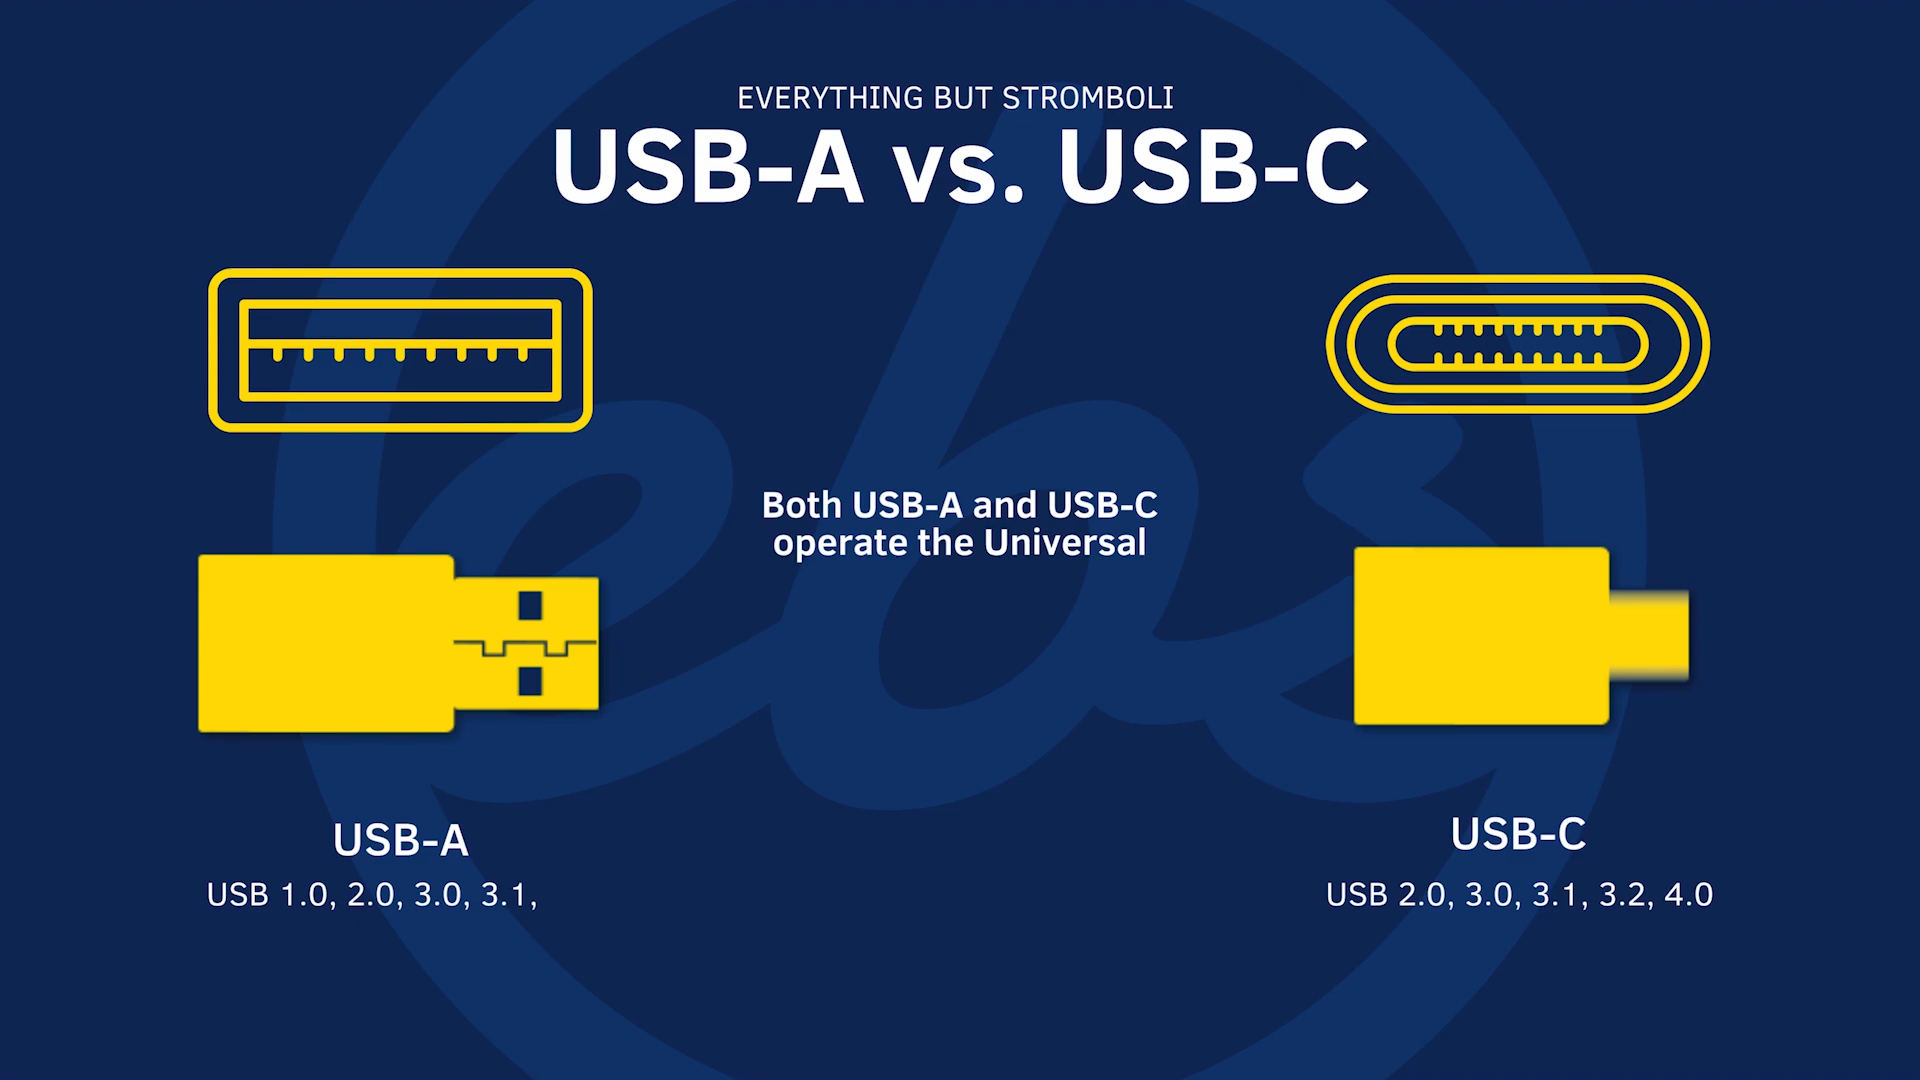 EVERYTHING BUT STROMBOLI
USB-A vs. USB-C
Both USB-A and USB-C
operate the Universal
USB-A
USB 1.0, 2.0, 3.0, 3.1,
USB-C
USB 2.0, 3.0, 3.1, 3.2, 4.0
ebs